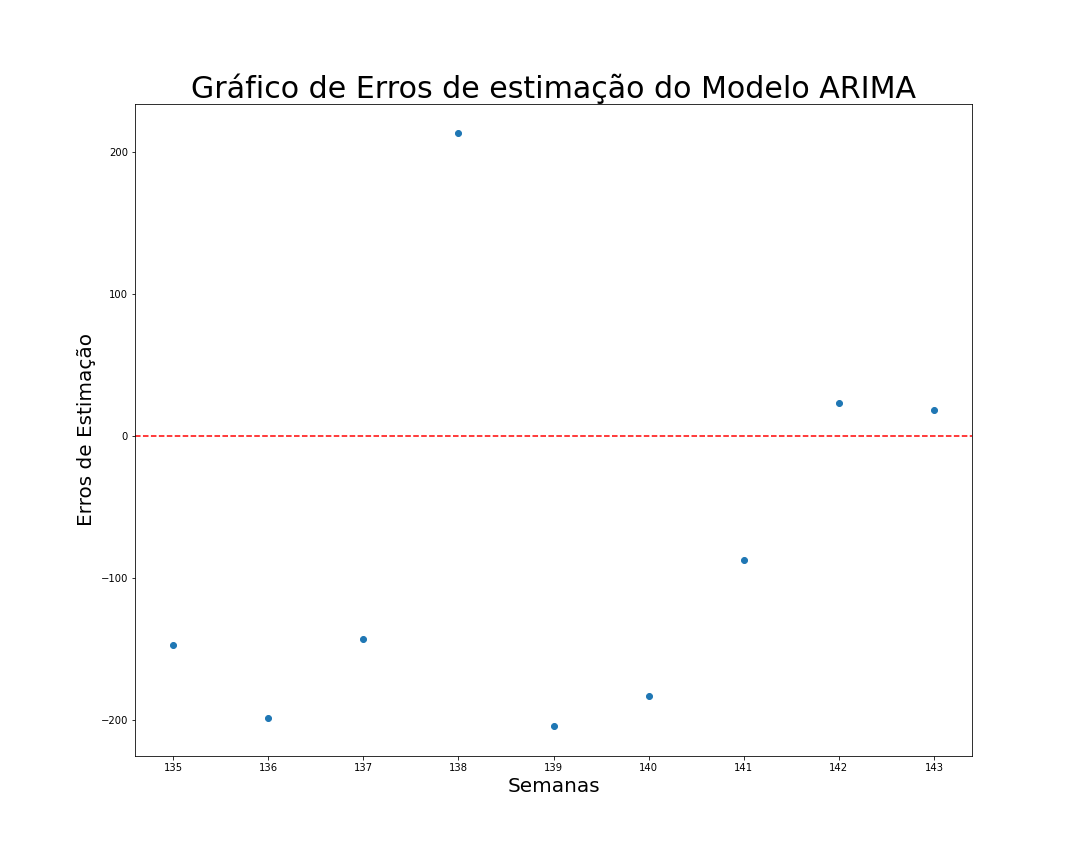 Gráfico de Erros de estimação do Modelo ARIMA
Erros de Estimação
200
100
0
−100
−200
135 136 137 138 139 140 141 142 143
Semanas